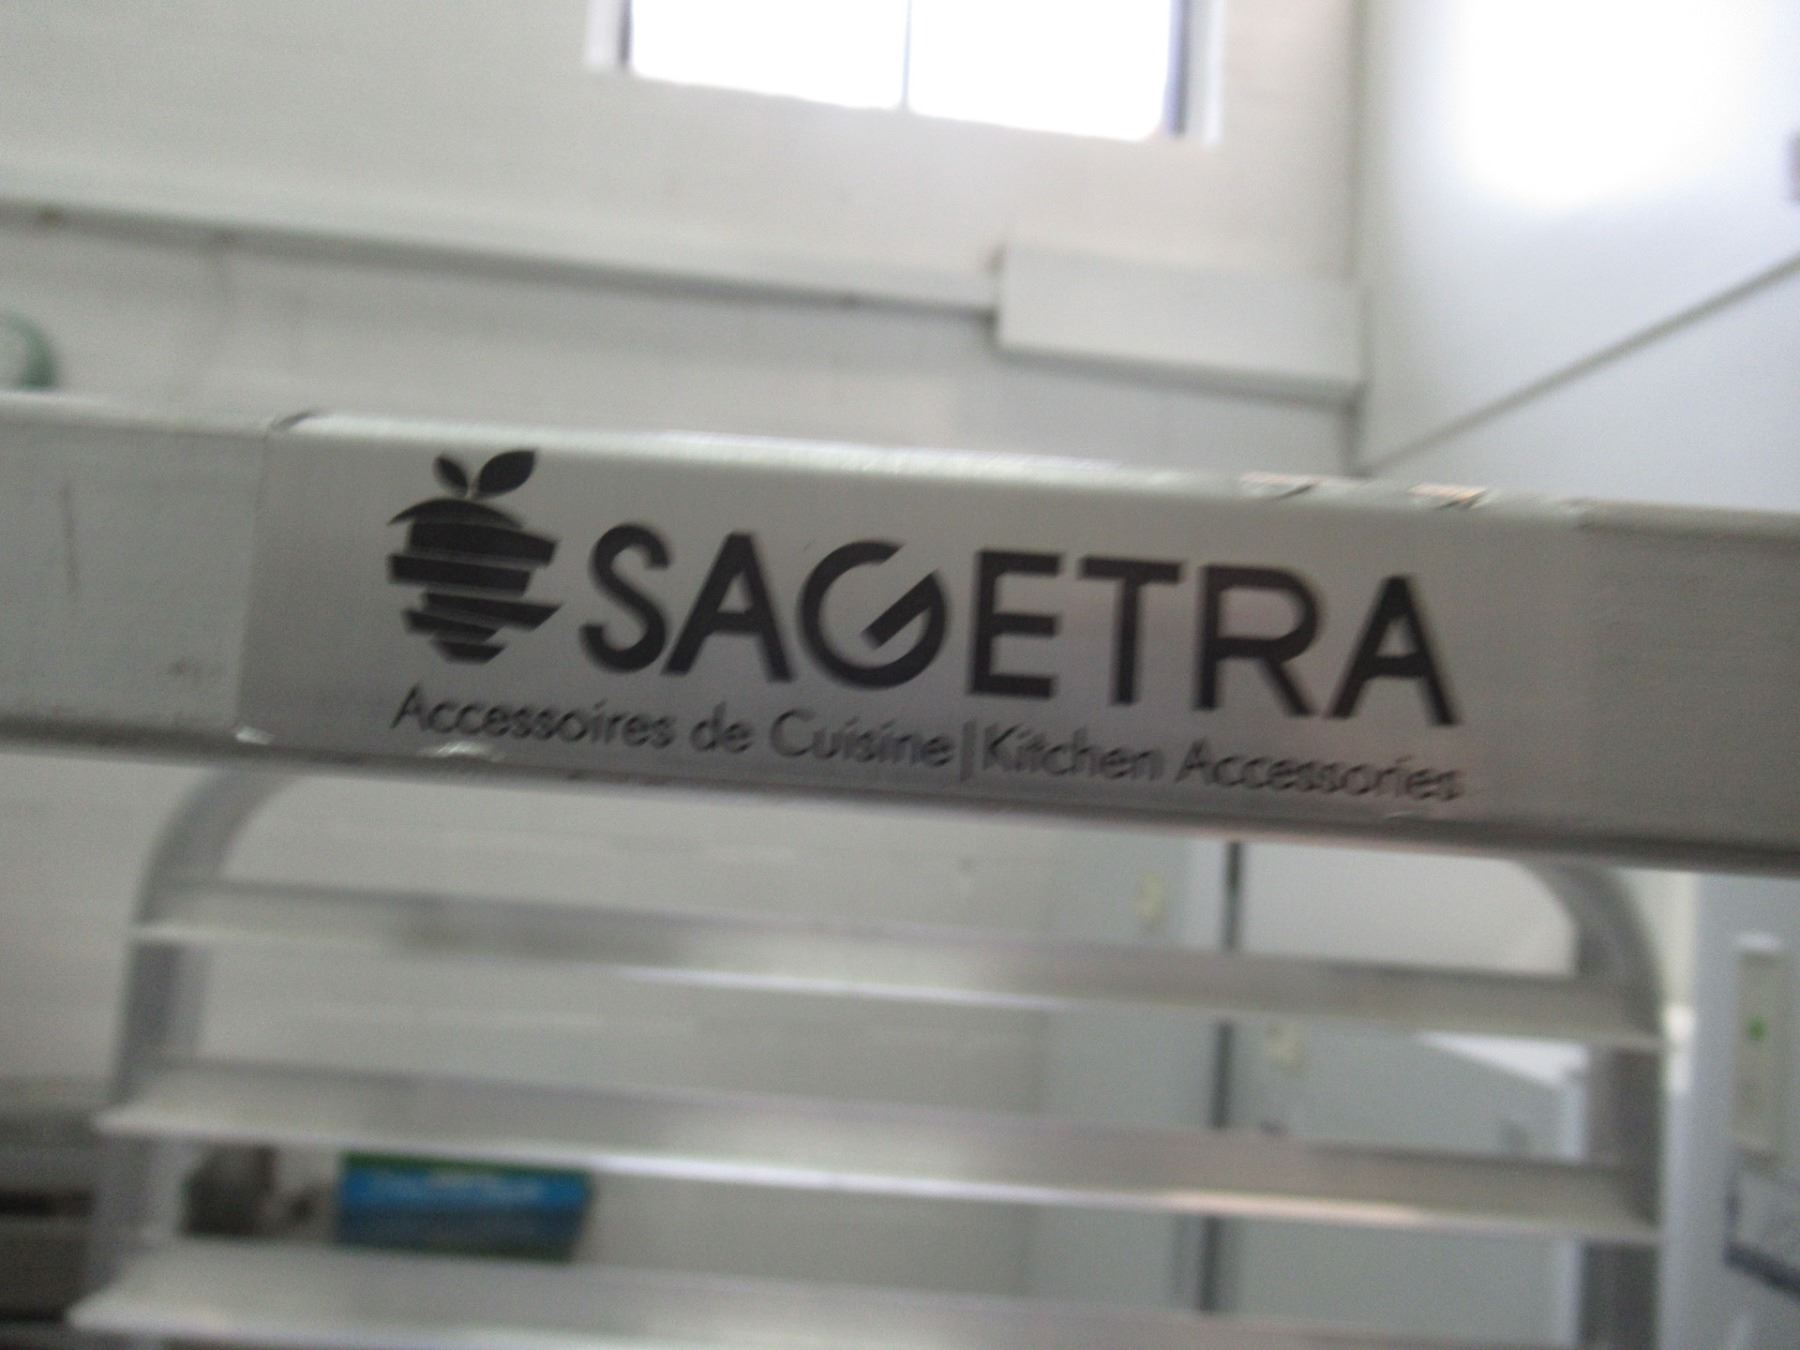 SAGETRA
Accessoires de Cuisine|Kitchen Accessories